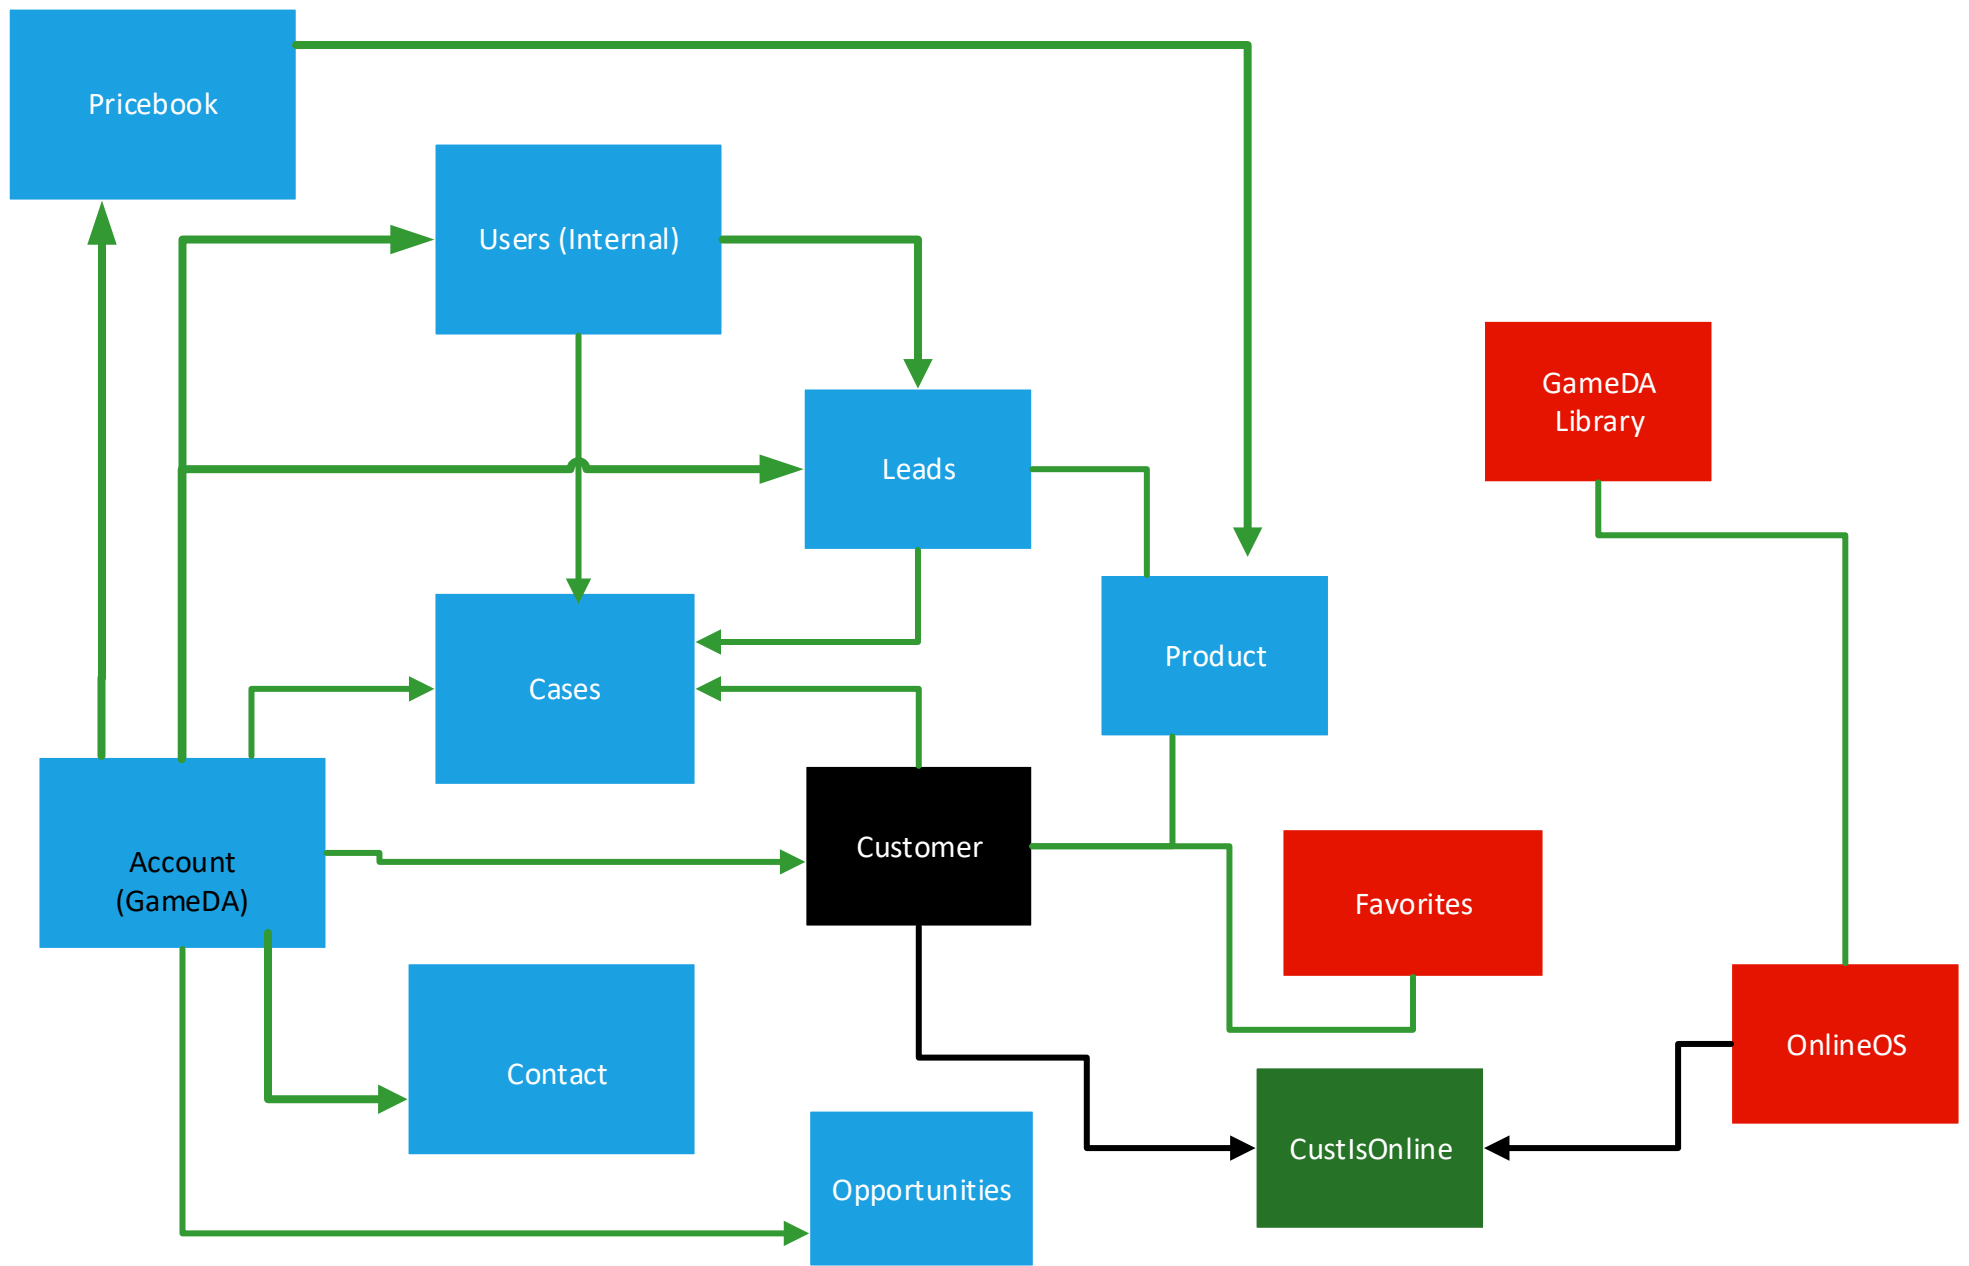 Pricebook
Users (Internal)
GameDA
Library
Leads
Product
Cases
Customer
Account
(GameDA)
Favorites
OnlineOS
Contact
CustIsOnline
Opportunities